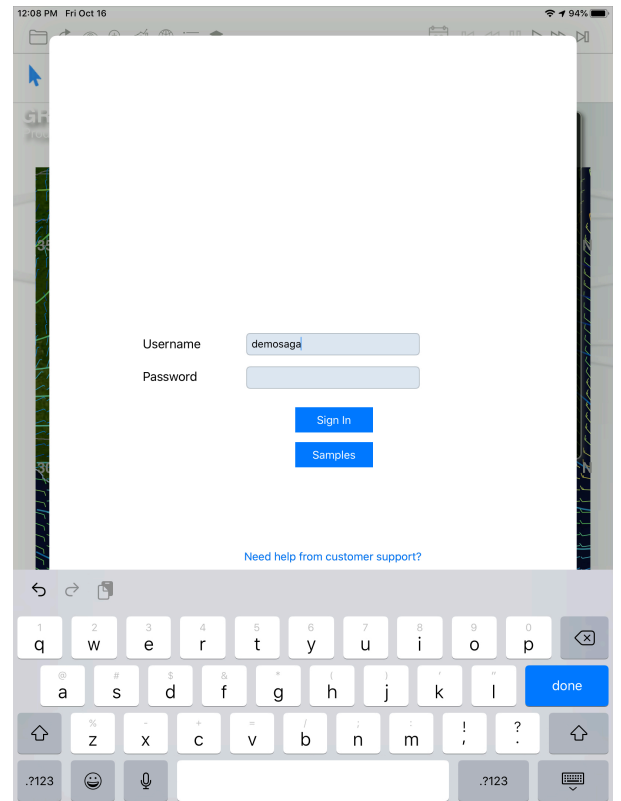 12:08 PM Fri Oct 16 94%
Username
demosaga
Password
Sign In
Samples
Need help from customer support?
1 2 3 4 5 6 7 8 9 0
q w e r t y u i o p
@ # $ & * ( ) ' "
a s d f g h j k l done
% - + = / ; : ! ?
z x c v b n m , .
.?123 .?123